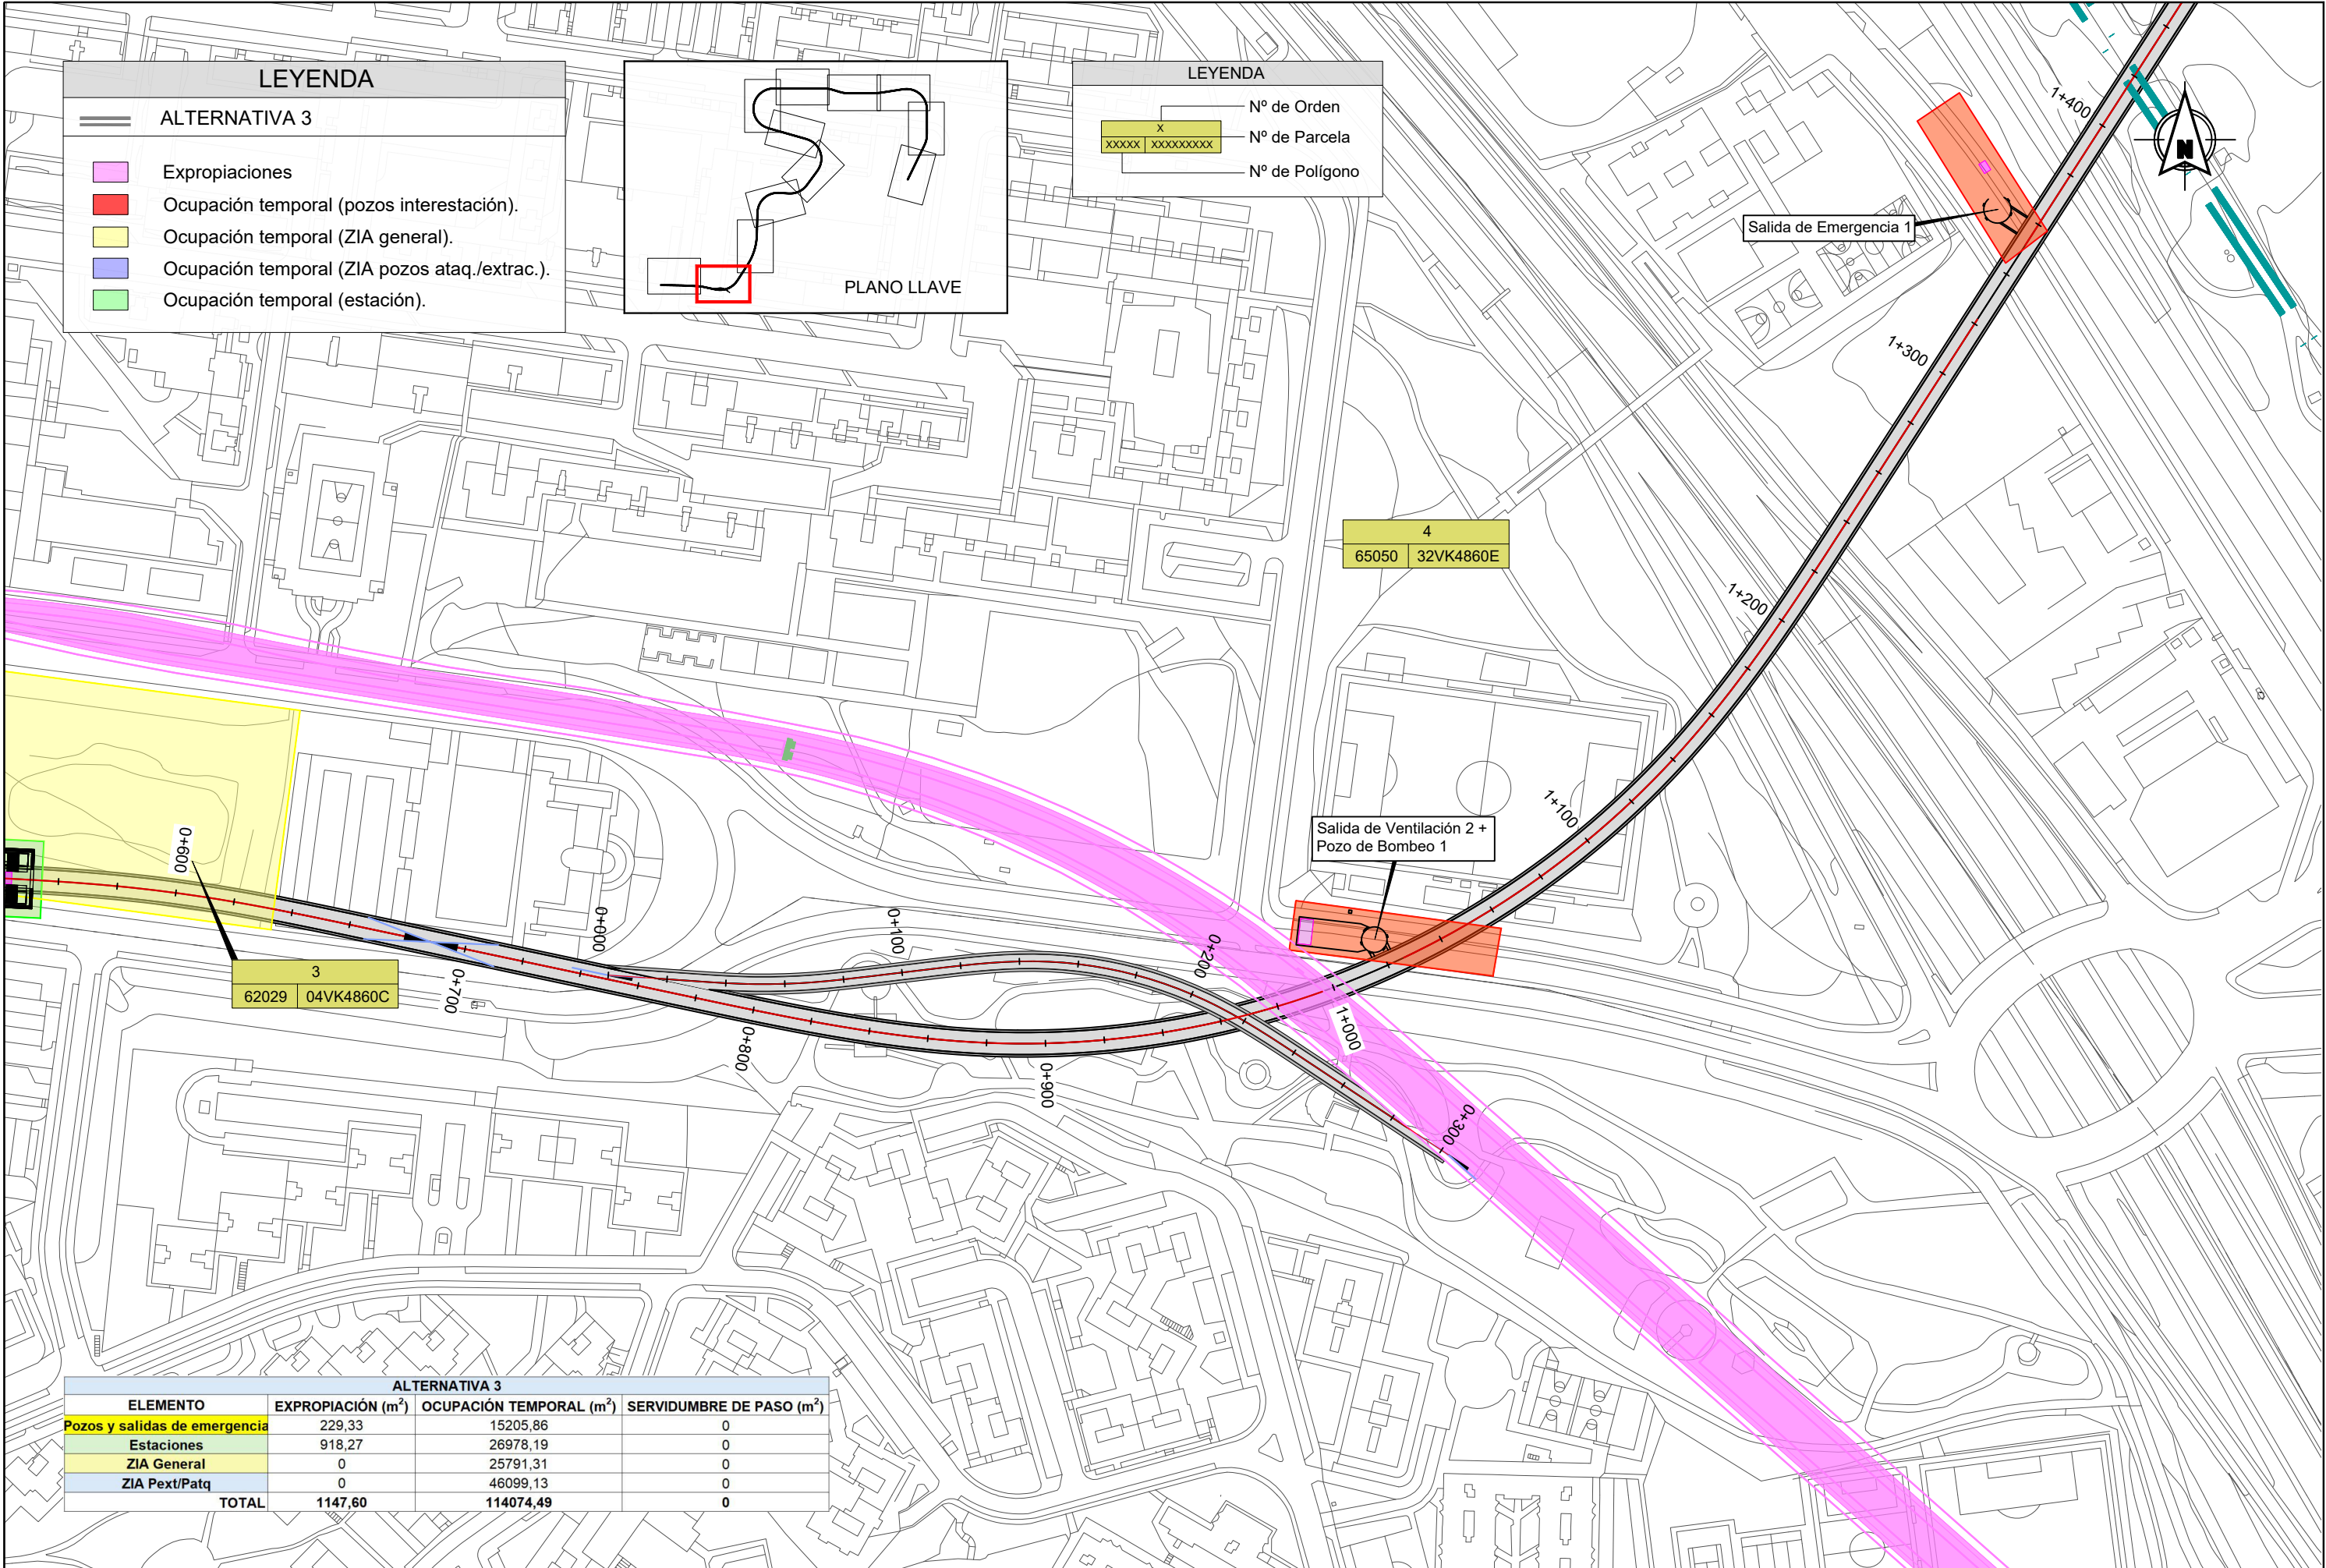 LEYENDA
ALTERNATIVA 3
Expropiaciones
Ocupación temporal (pozos interestación).
Ocupación temporal (ZIA general).
Ocupación temporal (ZIA pozos ataq./extrac.).
Ocupación temporal (estación).
PLANO LLAVE
LEYENDA
Nº de Orden
X
XXXXX XXXXXXXXX
Nº de Parcela
Nº de Polígono
1+400
N
Salida de Emergencia 1
1+300
4
65050 32VK4860E
1+200
1+100
Salida de Ventilación 2 +
Pozo de Bombeo 1
0+600
0+000
0+100
0+200
3
62029 04VK4860C
0+700
0+800
0+900
1+000
0+300
ALTERNATIVA 3
ELEMENTO EXPROPIACIÓN (m²) OCUPACIÓN TEMPORAL (m²) SERVIDUMBRE DE PASO (m²)
Pozos y salidas de emergencia 229,33 15205,86 0
Estaciones 918,27 26978,19 0
ZIA General 0 25791,31 0
ZIA Pext/Patq 0 46099,13 0
TOTAL 1147,60 114074,49 0